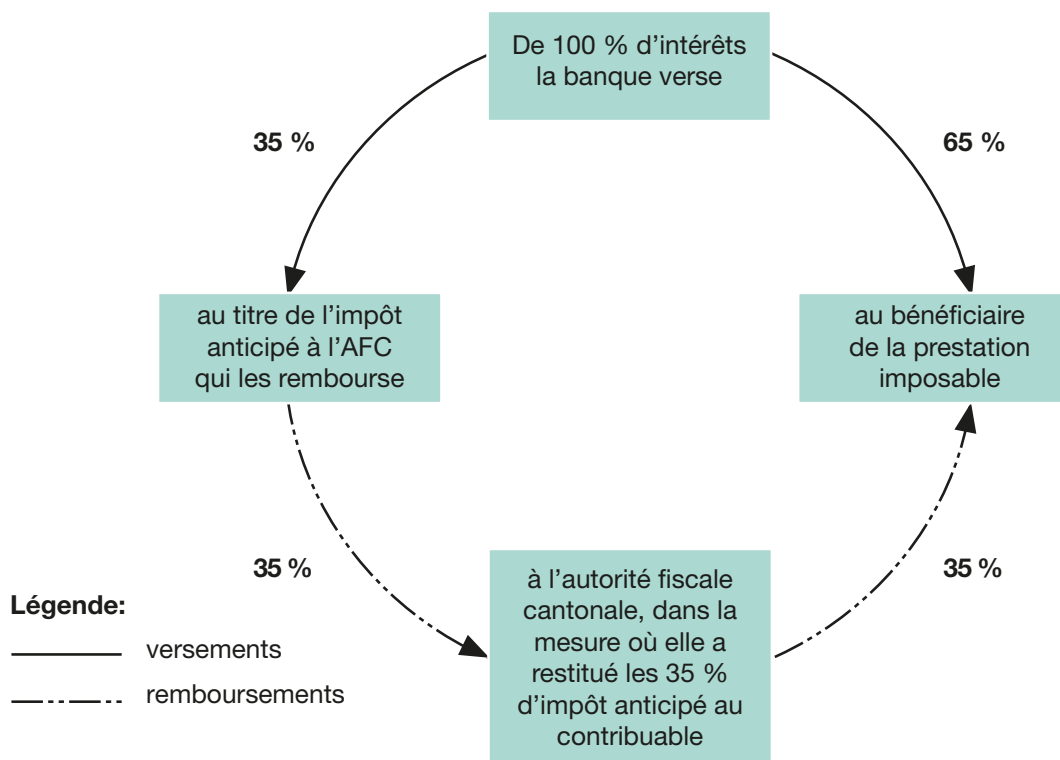 De 100 % d’intérêts
la banque verse
35 %
65 %
au titre de l’impôt
anticipé à l’AFC
qui les rembourse
au bénéficiaire
de la prestation
imposable
35 %
35 %
à l’autorité fiscale
cantonale, dans la
mesure où elle a
restitué les 35 %
d’impôt anticipé au
contribuable
Légende:
versements
remboursements